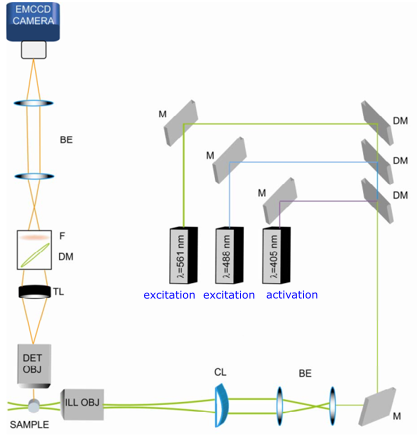 EMCCD
CAMERA
BE
M
DM
M
DM
M
DM
F
DM
TL
λ=561 nm
λ=488 nm
λ=405 nm
excitation excitation activation
DET
OBJ
CL
BE
ILL OBJ
SAMPLE
M